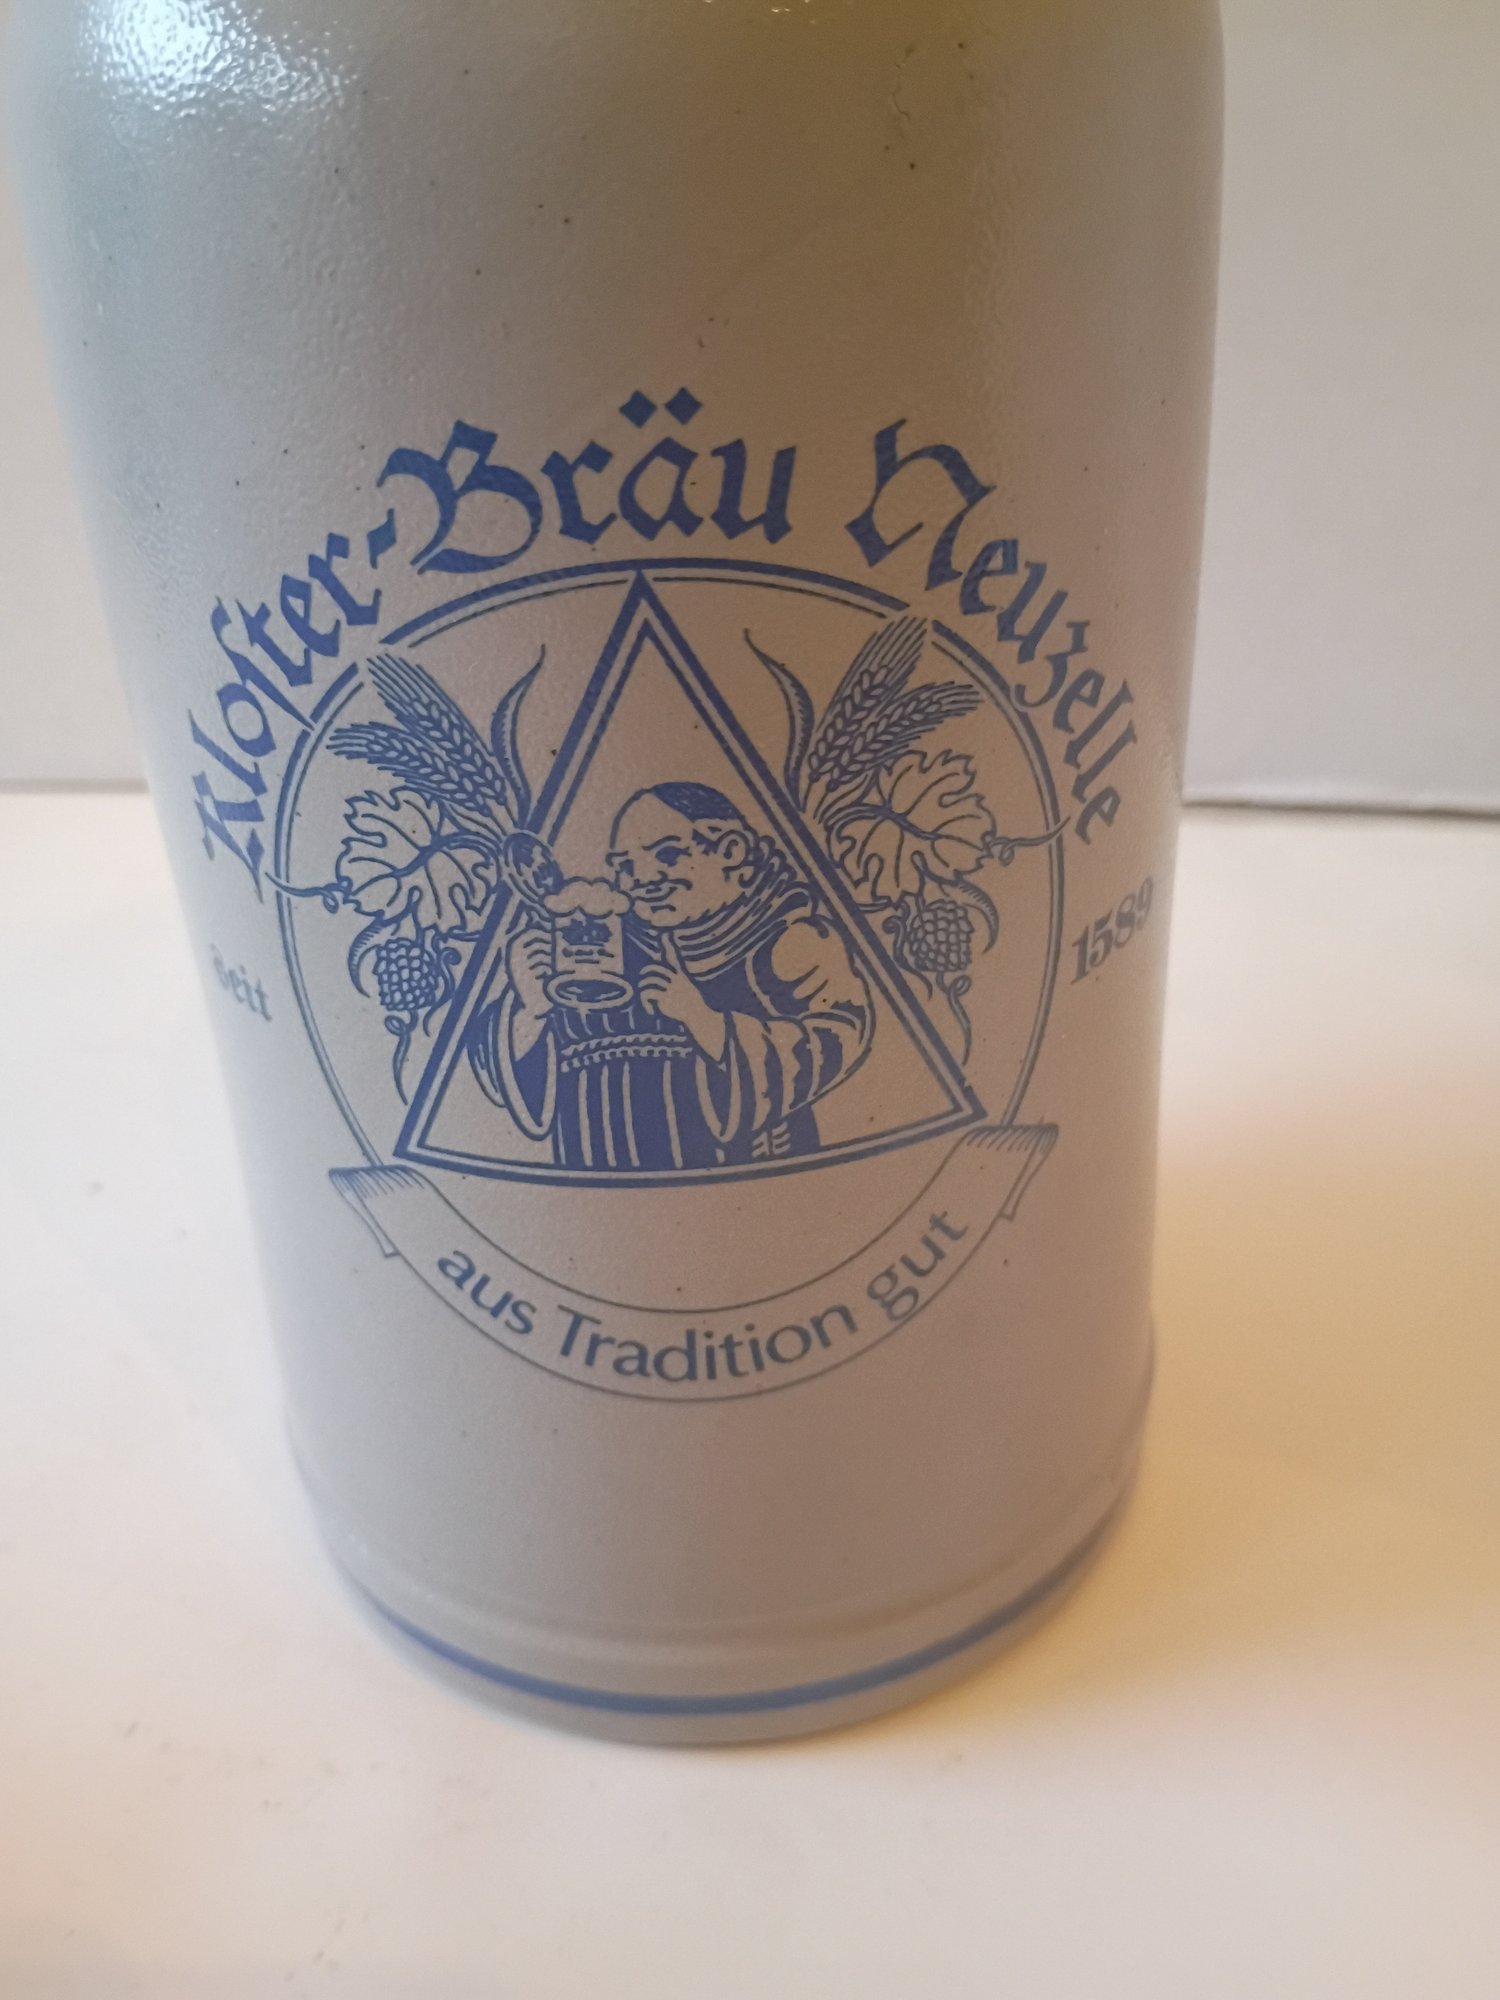 Kloſter-Bräu Neuzelle
Seit 1589
aus Tradition gut